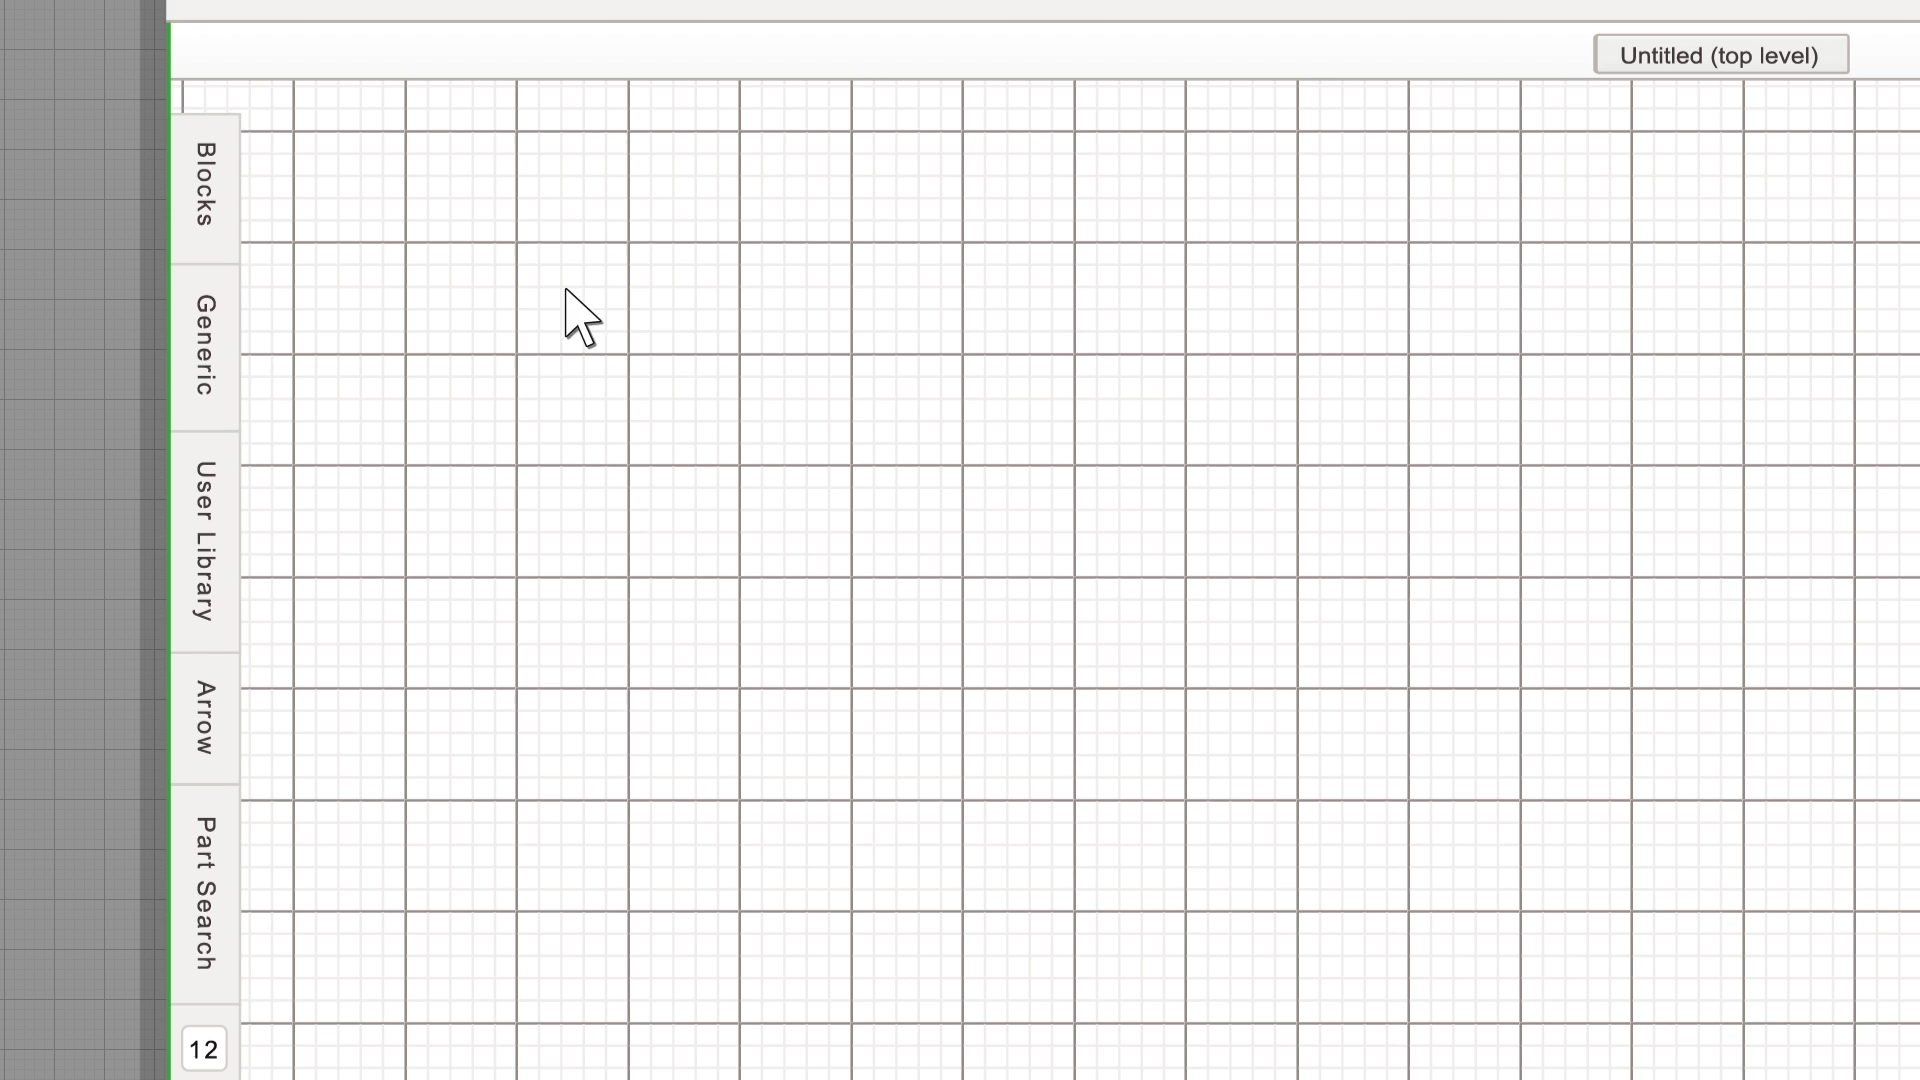 Untitled (top level)
Blocks
Generic
User Library
Arrow
Part Search
12